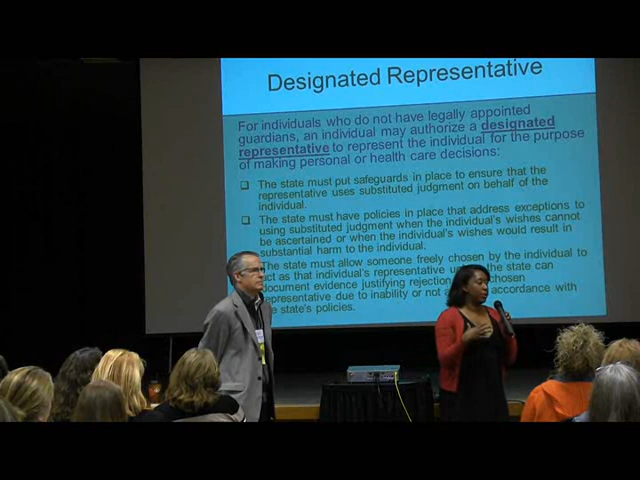 Designated Representative
For individuals who do not have legally appointed
guardians, an individual may authorize a designated
representative to represent the individual for the purpose
of making personal or health care decisions:
The state must put safeguards in place to ensure that the
representative uses substituted judgment on behalf of the
individual.
The state must have policies in place that address exceptions to
using substituted judgment when the individual's wishes cannot
be ascertained or when the individual's wishes would result in
substantial harm to the individual.
The state must allow someone freely chosen by the individual to
act as that individual's representative the state can
document evidence justifying rejection chosen
representative due to inability or not accordance with
the state's policies.